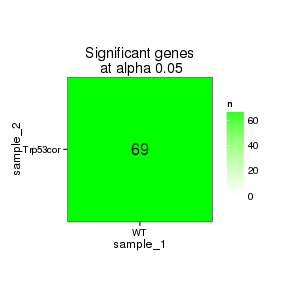 Significant genes
at alpha 0.05
n
60
40
20
0
sample_2
Trp53cor
69
WT
sample_1